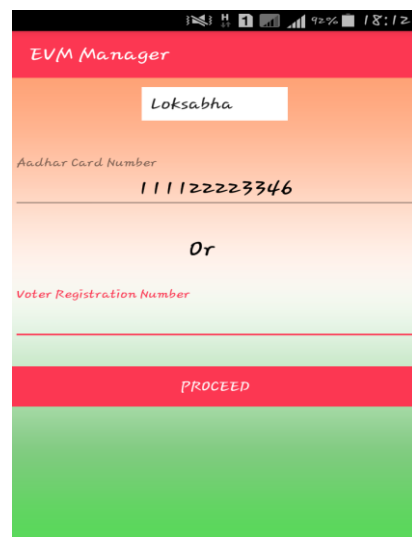 92% 18:12
EVM Manager
Loksabha
Aadhar Card Number
111122223346
Or
Voter Registration Number
PROCEED